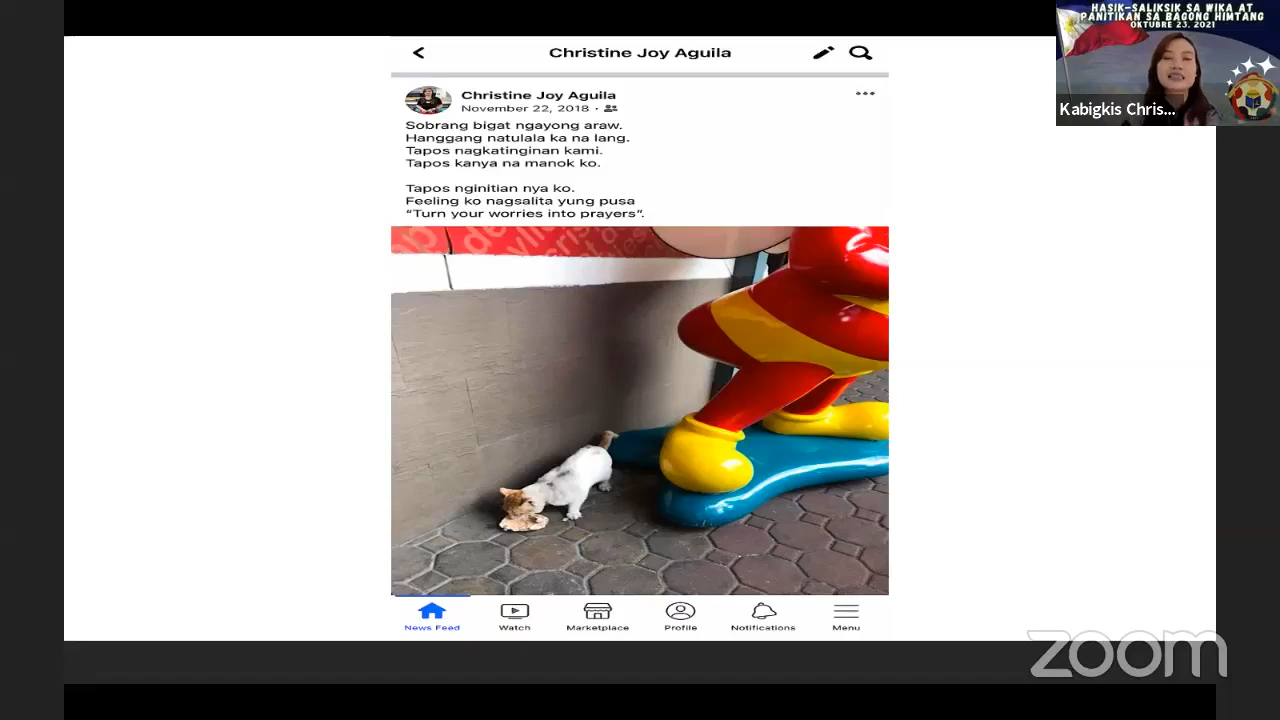 HASIK-SALIKSIK SA WIKA AT
PANITIKAN SA BAGONG HIMTANG
OKTUBRE 23, 2021
Kabigkis Chris...
Christine Joy Aguila
Christine Joy Aguila
November 22, 2018 ·
Sobrang bigat ngayong araw.
Hanggang natulala ka na lang.
Tapos nagkatinginan kami.
Tapos kanya na manok ko.
Tapos nginitian nya ko.
Feeling ko nagsalita yung pusa
“Turn your worries into prayers”.
News Feed
Watch
Marketplace
Profile
Notifications
Menu
zoom